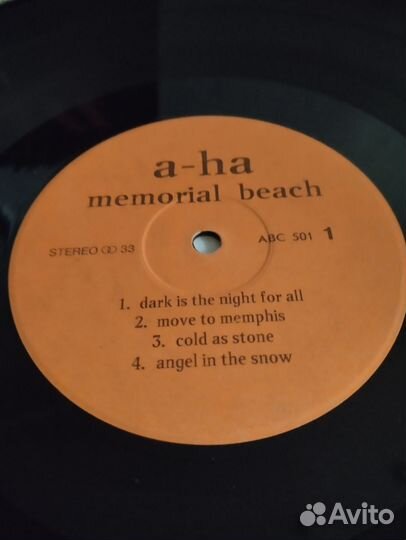 a-ha
memorial beach
STEREO ↀ 33 ABC 501 1
1. dark is the night for all
2. move to memphis
3. cold as stone
4. angel in the snow
Avito